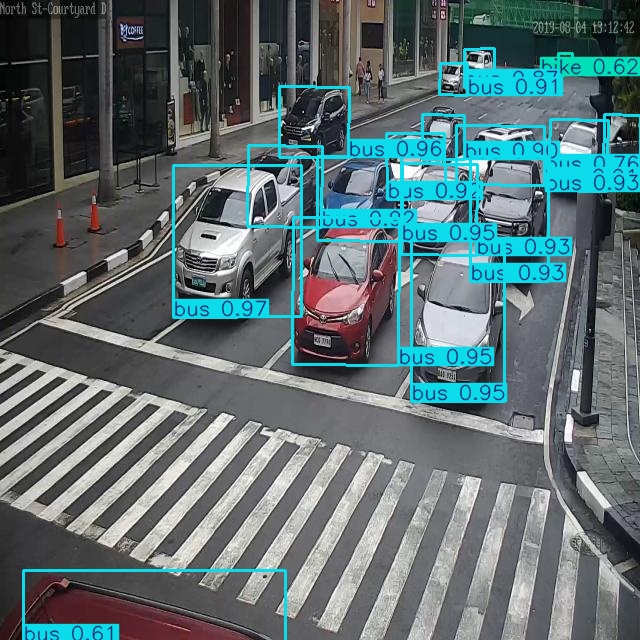 North St-Courtyard D
2019-08-04 13:12:42
COFFEE
bike 0.62
bus 0.91
bus 0.96
bus 0.90
bus 0.76
bus 0.93
bus 0.92
bus 0.92
bus 0.95
bus 0.93
bus 0.93
bus 0.97
bus 0.95
bus 0.95
bus 0.61